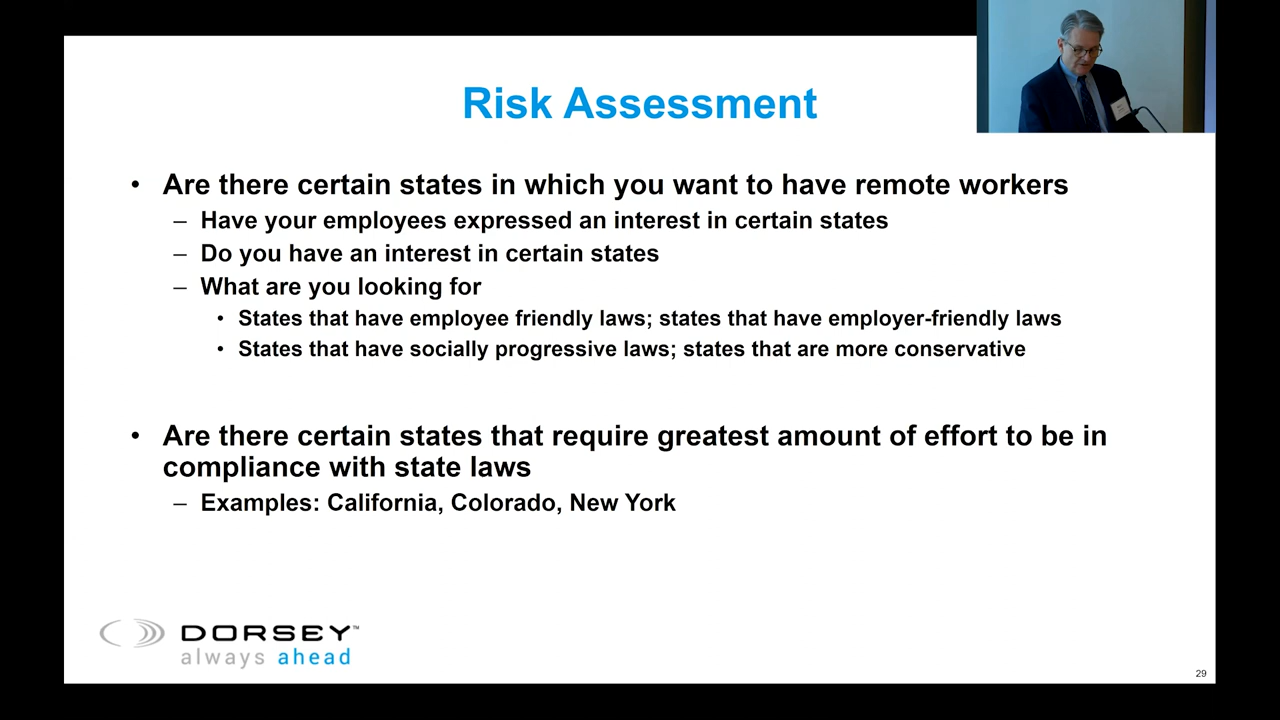 Risk Assessment
• Are there certain states in which you want to have remote workers
– Have your employees expressed an interest in certain states
– Do you have an interest in certain states
– What are you looking for
• States that have employee friendly laws; states that have employer-friendly laws
• States that have socially progressive laws; states that are more conservative
• Are there certain states that require greatest amount of effort to be in
compliance with state laws
– Examples: California, Colorado, New York
DORSEY™
always ahead
29